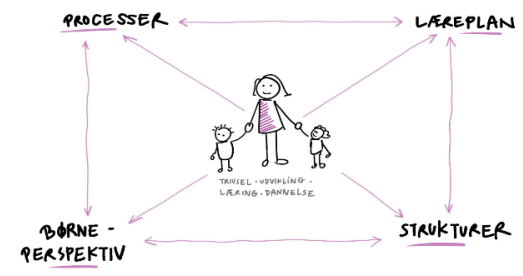 PROCESSER
LÆREPLAN
TRIVSEL - UDVIKLING -
LÆRING - DANNELSE
BØRNE -
PERSPEKTIV
STRUKTURER